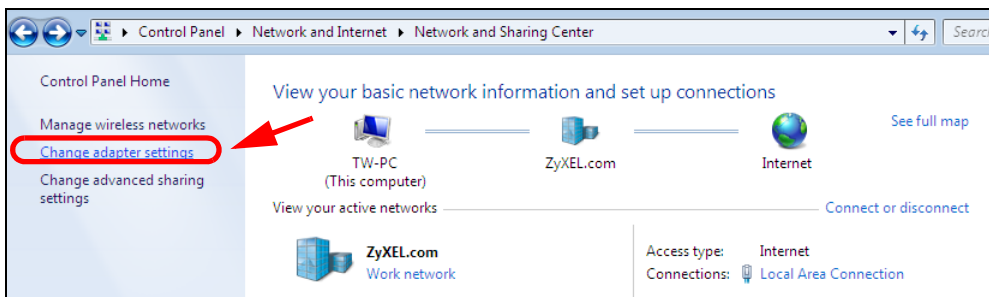 Control Panel ▸ Network and Internet ▸ Network and Sharing Center
Searc
Control Panel Home
Manage wireless networks
Change adapter settings
Change advanced sharing
settings
View your basic network information and set up connections
See full map
TW-PC
(This computer)
ZyXEL.com
Internet
View your active networks
Connect or disconnect
ZyXEL.com
Work network
Access type: Internet
Connections: Local Area Connection